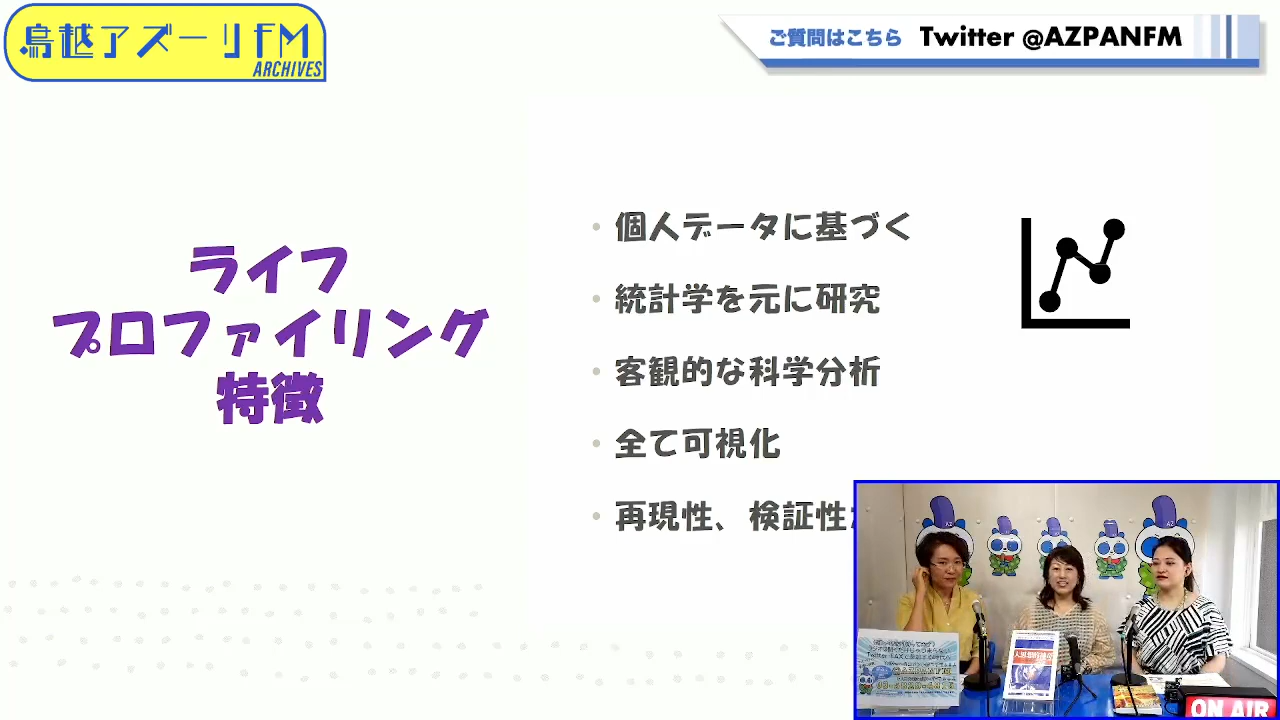 鳥越アズーリFM
ARCHIVES
ご質問はこちら Twitter @AZPANFM
ライフ
プロファイリング
特徴
・個人データに基づく
・統計学を元に研究
・客観的な科学分析
・全て可視化
・再現性、検証性
AZ
AZ
ON AIR